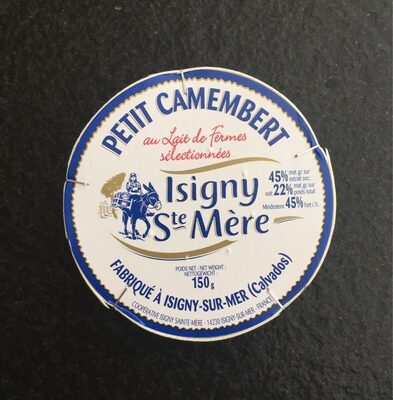 PETIT CAMEMBERT
au Lait de Fermes
sélectionnées
Isigny
Ste Mère
45% mat. gr. sur extrait sec,
soit 22% mat. gr. sur poids total
Mindestens 45% Fett i.Tr.
POIDS NET - NET WEIGHT :
NETTOGEWICHT :
150g
FABRIQUÉ À ISIGNY-SUR-MER (Calvados)
COOPÉRATIVE ISIGNY SAINTE-MÈRE - 14230 ISIGNY-SUR-MER - FRANCE